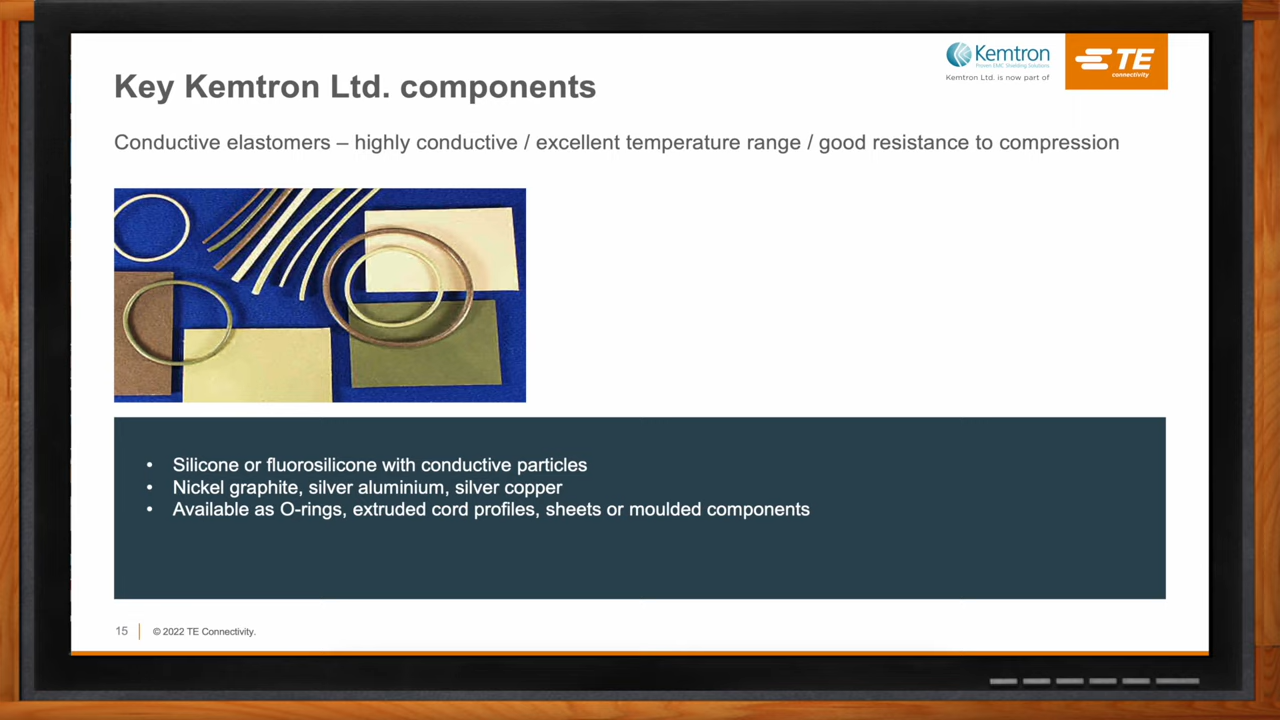 Kemtron
Proven EMC Shielding Solutions
Kemtron Ltd. is now part of
TE
connectivity
Key Kemtron Ltd. components
Conductive elastomers – highly conductive / excellent temperature range / good resistance to compression
• Silicone or fluorosilicone with conductive particles
• Nickel graphite, silver aluminium, silver copper
• Available as O-rings, extruded cord profiles, sheets or moulded components
15 © 2022 TE Connectivity.